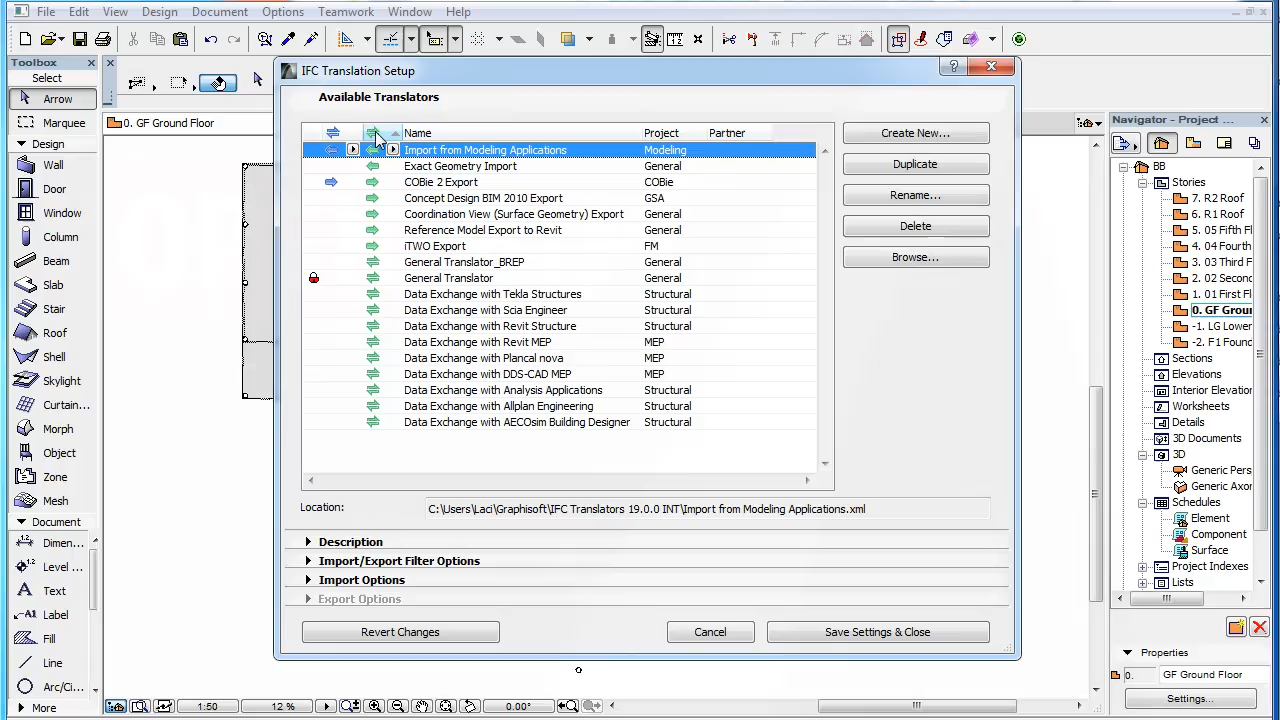 File Edit View Design Document Options Teamwork Window Help
Toolbox
Select
Arrow
Marquee
Design
Wall
Door
Window
Column
Beam
Slab
Stair
Roof
Shell
Skylight
Curtain...
Morph
Object
Zone
Mesh
Document
Dimen...
Level ...
Text
Label
Fill
Line
Arc/Ci...
More
0. GF Ground Floor
IFC Translation Setup
Available Translators
Name Project Partner
Import from Modeling Applications Modeling
Exact Geometry Import General
COBie 2 Export COBie
Concept Design BIM 2010 Export GSA
Coordination View (Surface Geometry) Export General
Reference Model Export to Revit General
iTWO Export FM
General Translator_BREP General
General Translator General
Data Exchange with Tekla Structures Structural
Data Exchange with Scia Engineer Structural
Data Exchange with Revit Structure Structural
Data Exchange with Revit MEP MEP
Data Exchange with Plancal nova MEP
Data Exchange with DDS-CAD MEP MEP
Data Exchange with Analysis Applications Structural
Data Exchange with Allplan Engineering Structural
Data Exchange with AECOsim Building Designer Structural
Create New...
Duplicate
Rename...
Delete
Browse...
Location: C:\Users\Laci\Graphisoft\IFC Translators 19.0.0 INT\Import from Modeling Applications.xml
Description
Import/Export Filter Options
Import Options
Export Options
Revert Changes Cancel Save Settings & Close
1:50 12 % 0.00°
Navigator - Project ...
BB
Stories
7. R2 Roof
6. R1 Roof
5. 05 Fifth Fl
4. 04 Fourth
3. 03 Third F
2. 02 Second
1. 01 First Fl
0. GF Groun
-1. LG Lower
-2. F1 Found
Sections
Elevations
Interior Elevation
Worksheets
Details
3D Documents
3D
Generic Pers
Generic Axon
Schedules
Element
Component
Surface
Project Indexes
Lists
Properties
0. GF Ground Floor
Settings...